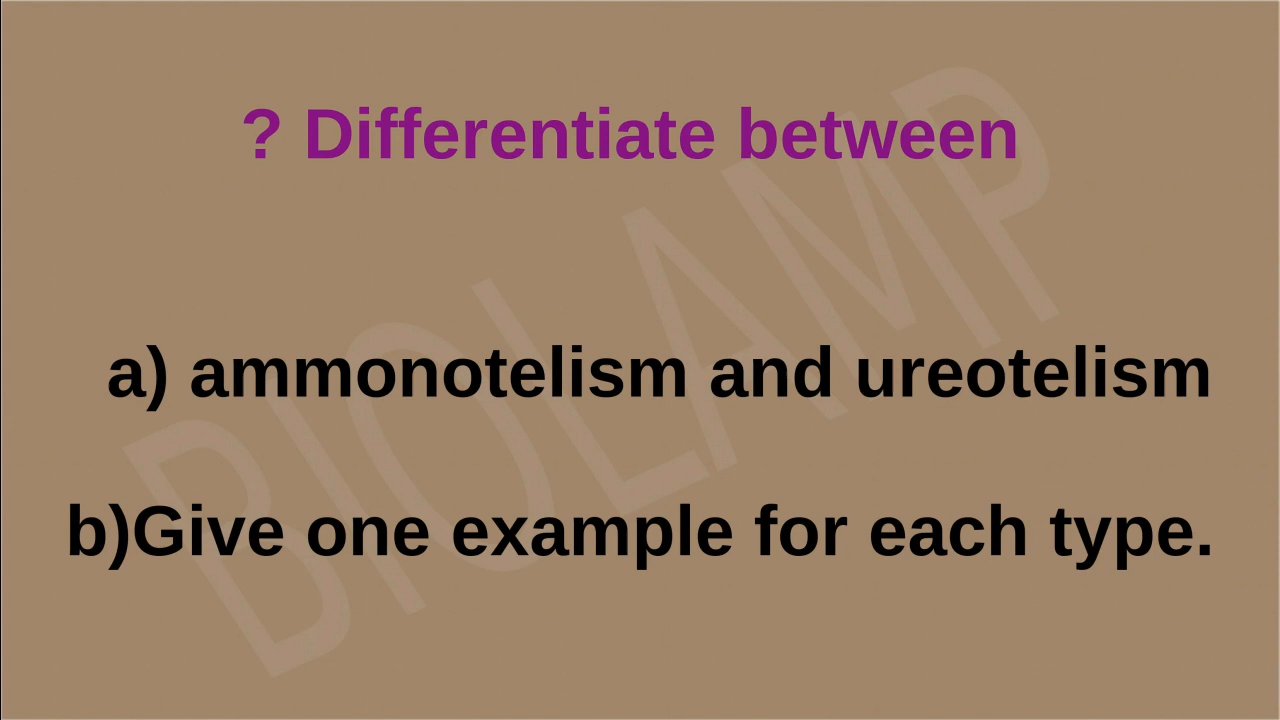 ? Differentiate between
a) ammonotelism and ureotelism
b)Give one example for each type.
BIOLAMP